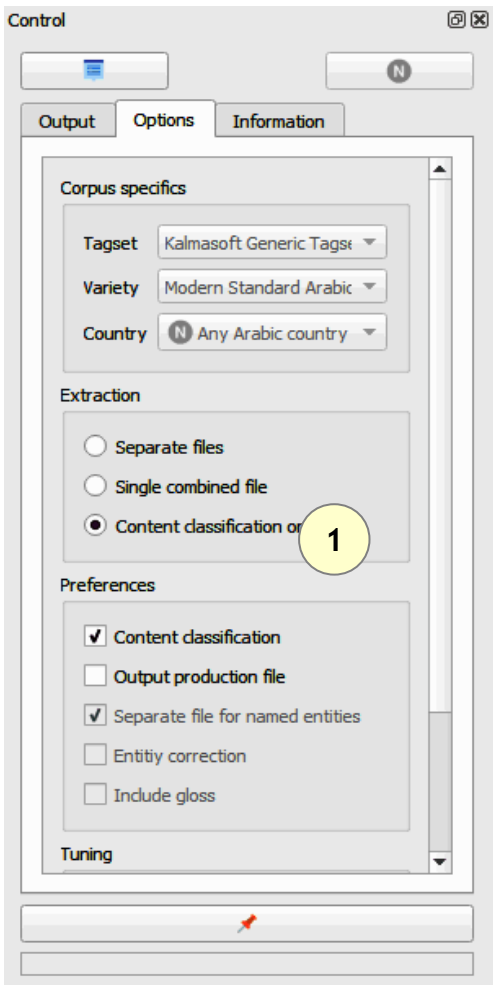 Control
N
Output Options Information
Corpus specifics
Tagset Kalmasoft Generic Tagse
Variety Modern Standard Arabic
Country N Any Arabic country
Extraction
Separate files
Single combined file
Content classification
1
Preferences
Content classification
Output production file
Separate file for named entities
Entitiy correction
Include gloss
Tuning